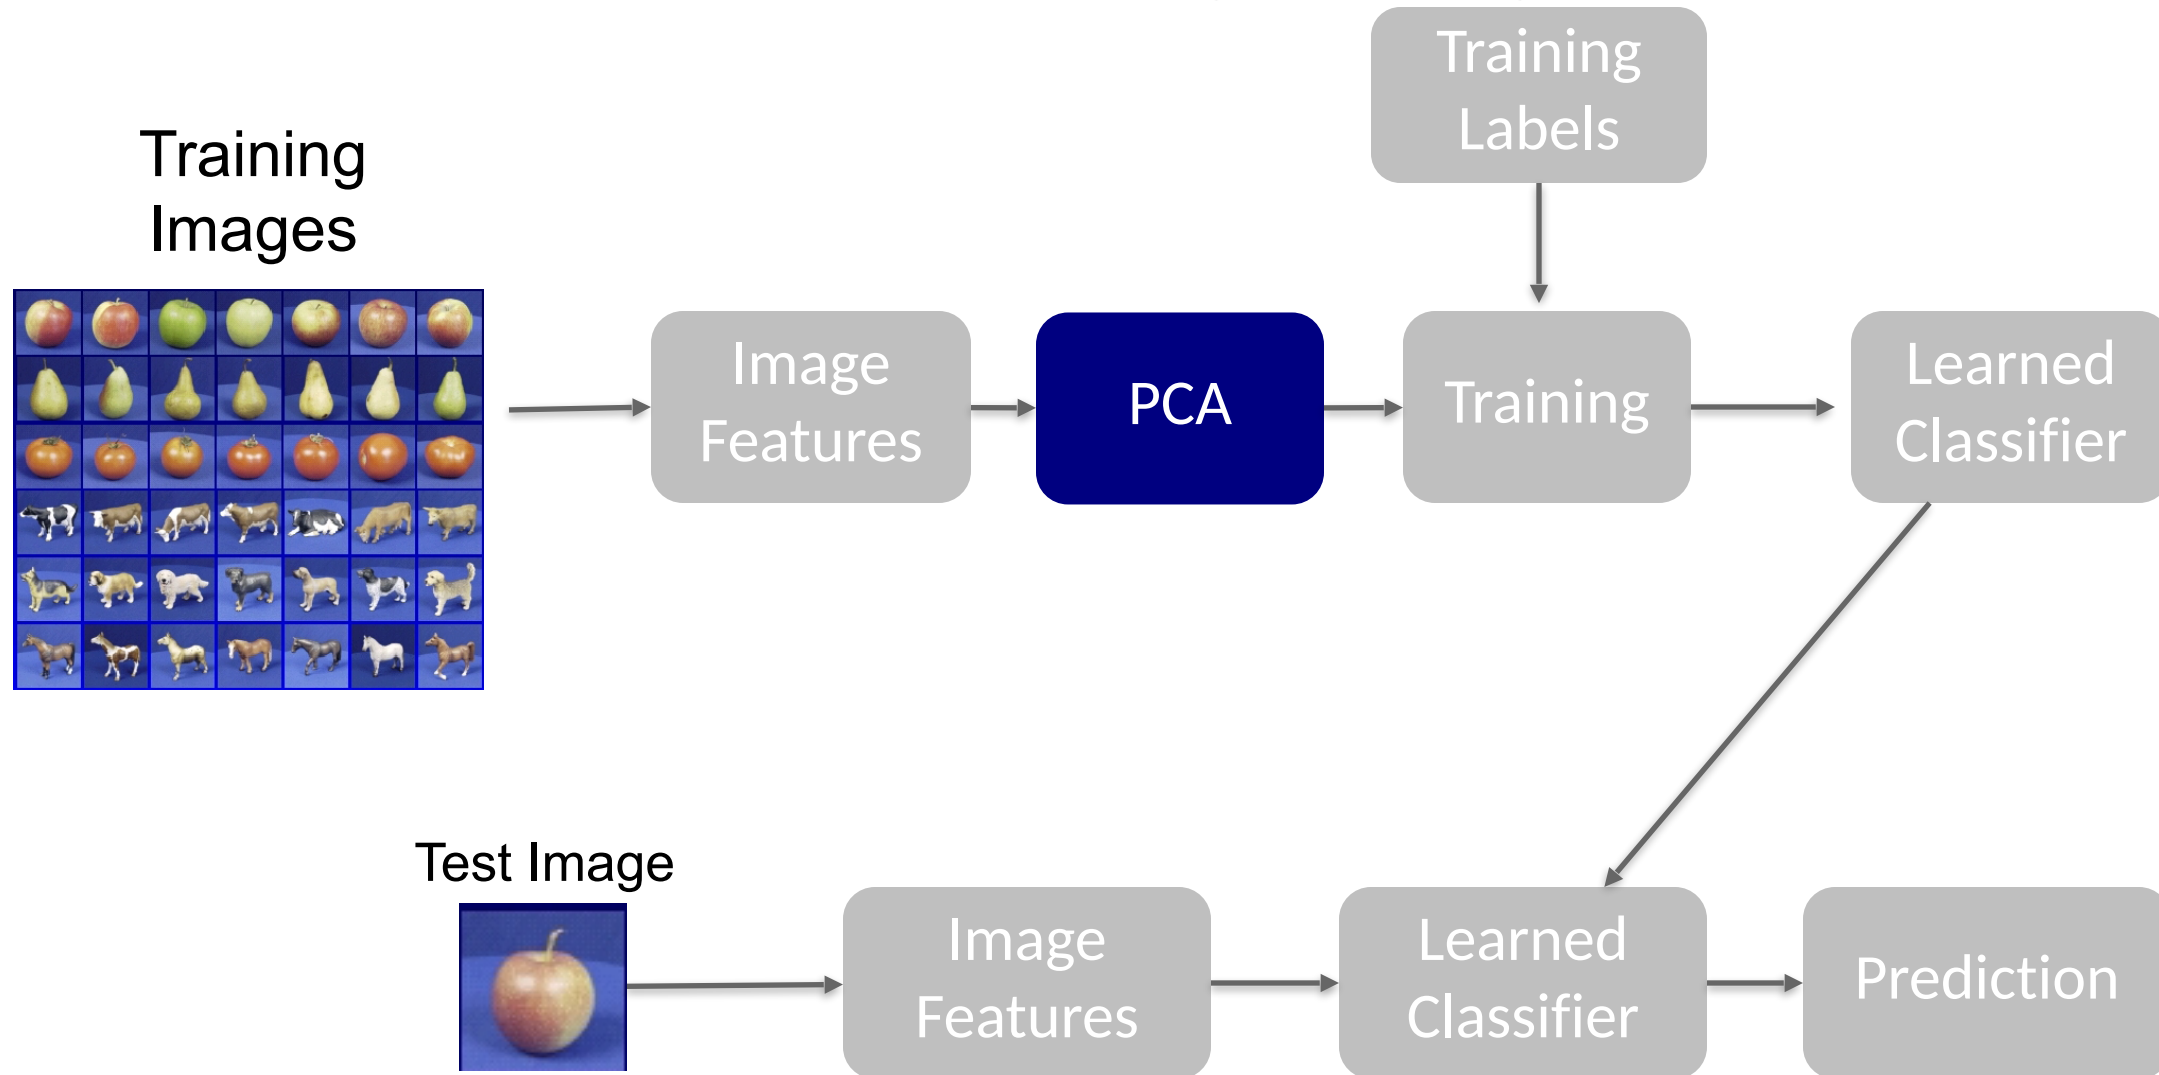 Training
Labels
Training
Images
Image
Features
PCA
Training
Learned
Classifier
Test Image
Image
Features
Learned
Classifier
Prediction